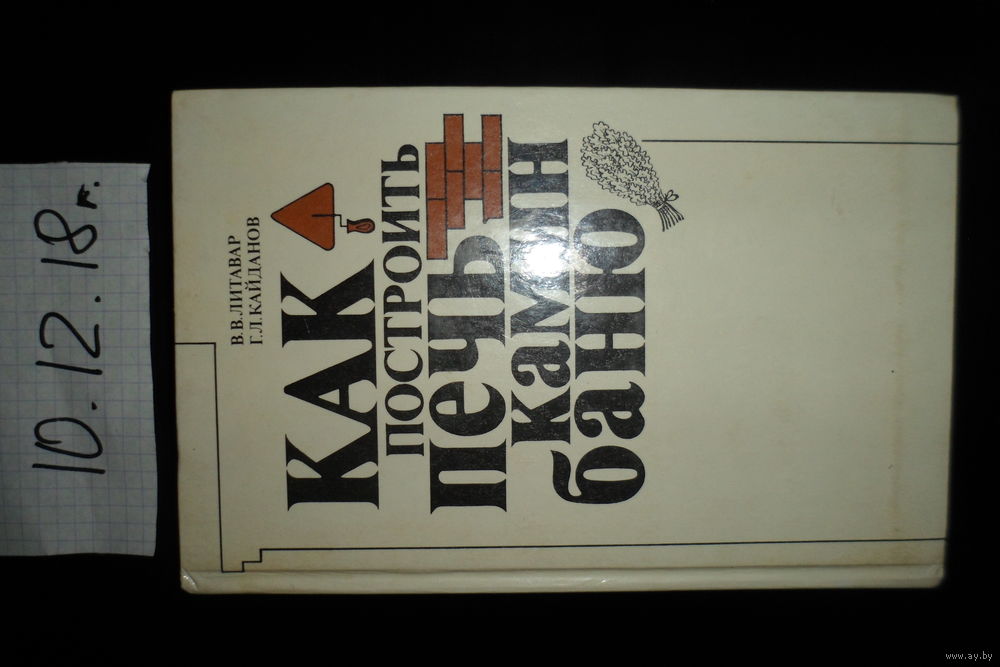 10.12.18г.
В.В.ЛИТАВАР
Г.Л.КАЙДАНОВ
КАК
ПОСТРОИТЬ
печь
камин
баню
www.ay.by